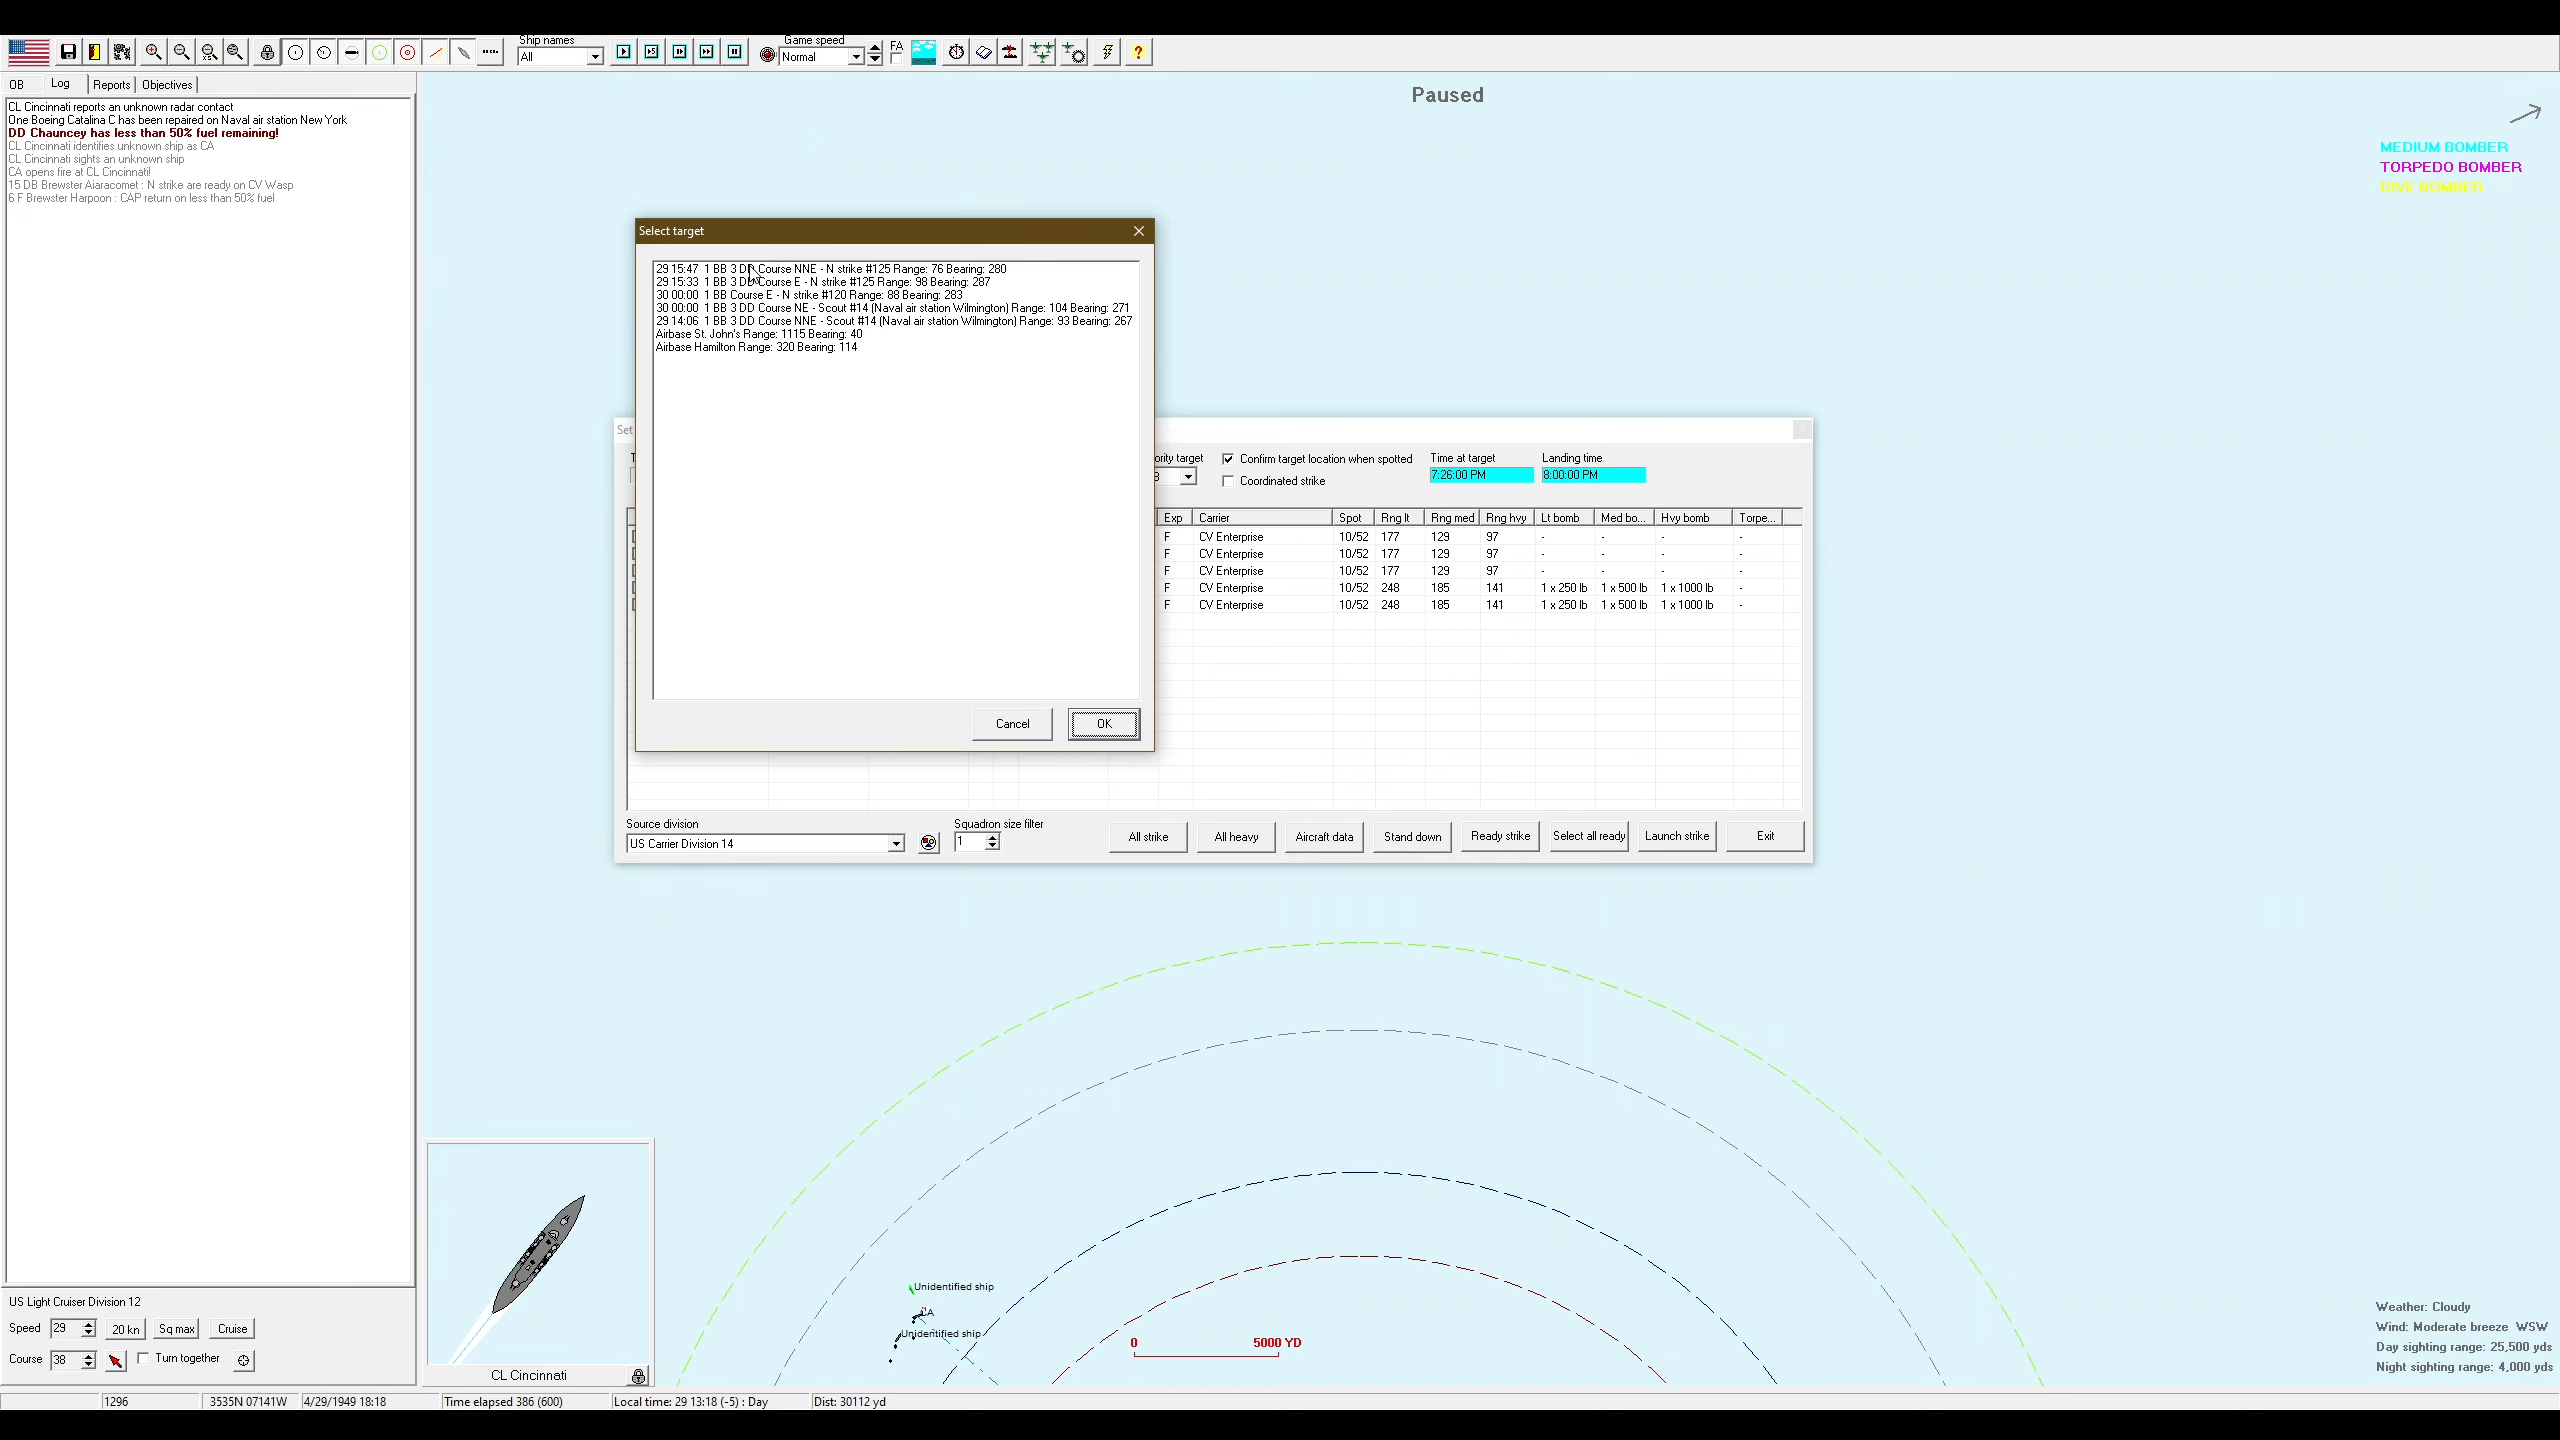 Ship names
All
Game speed
Normal
FA
OB
Log
Reports
Objectives
CL Cincinnati reports an unknown radar contact
One Boeing Catalina C has been repaired on Naval air station New York
DD Chauncey has less than 50% fuel remaining!
CL Cincinnati identifies unknown ship as CA
CL Cincinnati sights an unknown ship
CA opens fire at CL Cincinnati!
15 DB Brewster Aiaracomet : N strike are ready on CV Wasp
6 F Brewster Harpoon : CAP return on less than 50% fuel
Paused
MEDIUM BOMBER
TORPEDO BOMBER
DIVE BOMBER
Select target
29 15:47 1 BB 3 DD Course NNE - N strike #125 Range: 76 Bearing: 280
29 15:33 1 BB 3 DD Course E - N strike #125 Range: 98 Bearing: 287
30 00:00 1 BB Course E - N strike #120 Range: 88 Bearing: 283
30 00:00 1 BB 3 DD Course NE - Scout #14 (Naval air station Wilmington) Range: 104 Bearing: 271
29 14:06 1 BB 3 DD Course NNE - Scout #14 (Naval air station Wilmington) Range: 93 Bearing: 267
Airbase St. John's Range: 1115 Bearing: 40
Airbase Hamilton Range: 320 Bearing: 114
Cancel
OK
Set
ority target
Confirm target location when spotted
Coordinated strike
Time at target
7:26:00 PM
Landing time
8:00:00 PM
Exp Carrier Spot Rng lt Rng med Rng hvy Lt bomb Med bo... Hvy bomb Torpe...
F CV Enterprise 10/52 177 129 97 - - - -
F CV Enterprise 10/52 177 129 97 - - - -
F CV Enterprise 10/52 177 129 97 - - - -
F CV Enterprise 10/52 248 185 141 1 x 250 lb 1 x 500 lb 1 x 1000 lb -
F CV Enterprise 10/52 248 185 141 1 x 250 lb 1 x 500 lb 1 x 1000 lb -
Source division
US Carrier Division 14
Squadron size filter
1
All strike
All heavy
Aircraft data
Stand down
Ready strike
Select all ready
Launch strike
Exit
Unidentified ship
CA
Unidentified ship
0 5000 YD
US Light Cruiser Division 12
Speed 29 20 kn Sq max Cruise
Course 38 Turn together
CL Cincinnati
Weather: Cloudy
Wind: Moderate breeze WSW
Day sighting range: 25,500 yds
Night sighting range: 4,000 yds
1296 3535N 07141W 4/29/1949 18:18 Time elapsed 386 (600) Local time: 29 13:18 (-5) : Day Dist: 30112 yd